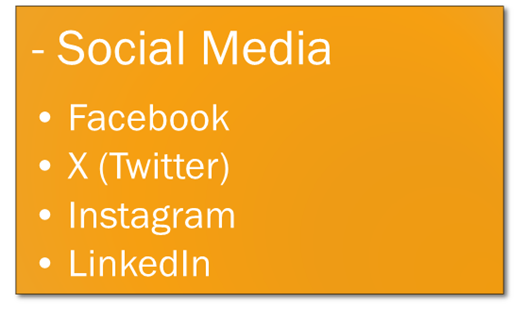 - Social Media
• Facebook
• X (Twitter)
• Instagram
• LinkedIn